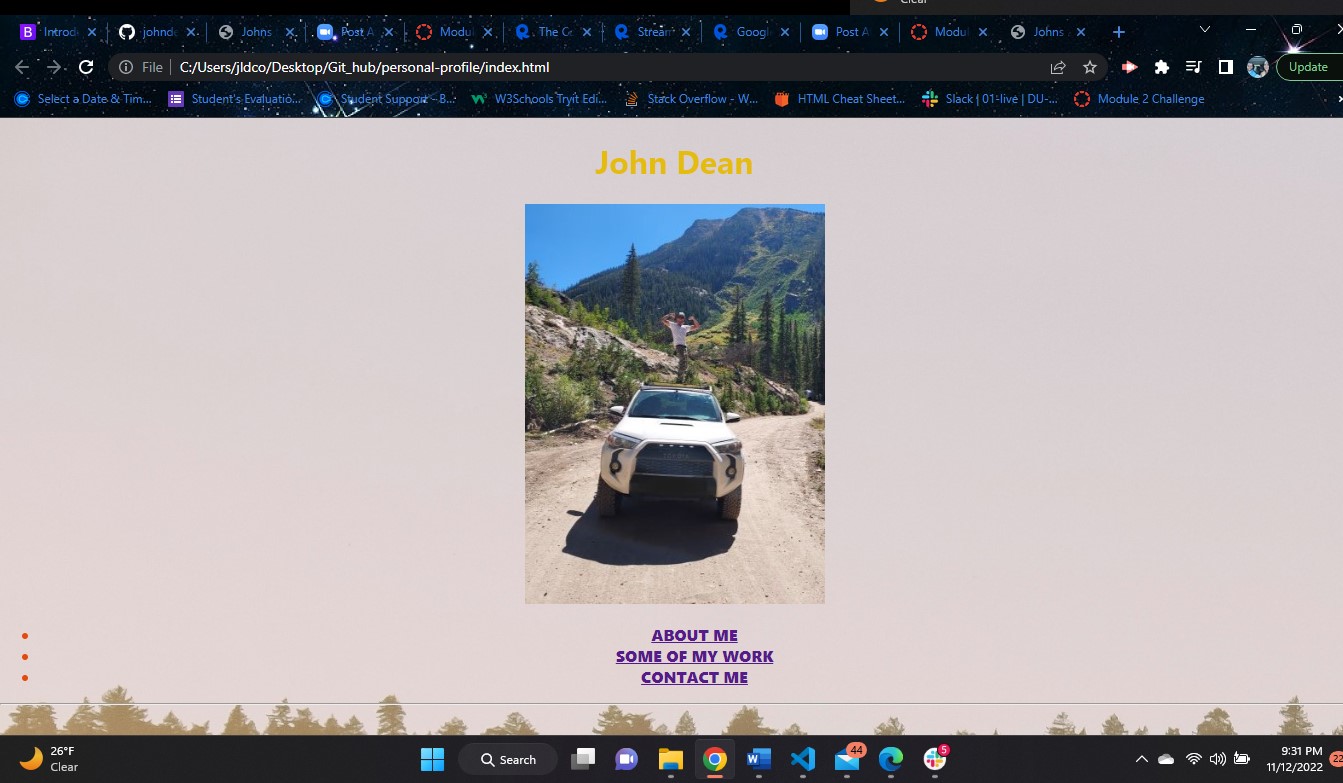 Clear
Introd
johnde
Johns
Post A
Modu
The Ce
Stream
Googl
Post A
Modul
Johns
File
C:/Users/jldco/Desktop/Git_hub/personal-profile/index.html
Update
Select a Date & Tim...
Student's Evaluatio...
Student Support - B...
W3Schools Tryit Edi...
Stack Overflow - W...
HTML Cheat Sheet...
Slack | 01-live | DU-...
Module 2 Challenge
John Dean
ABOUT ME
SOME OF MY WORK
CONTACT ME
26°F
Clear
Search
44
5
9:31 PM
11/12/2022